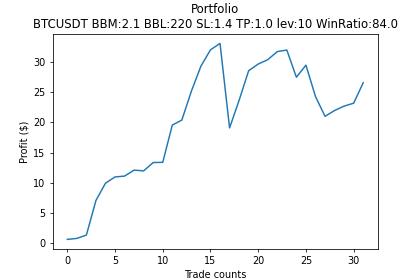 Portfolio
BTCUSDT BBM:2.1 BBL:220 SL:1.4 TP:1.0 lev:10 WinRatio:84.0
Profit ($)
30
25
20
15
10
5
0
0 5 10 15 20 25 30
Trade counts